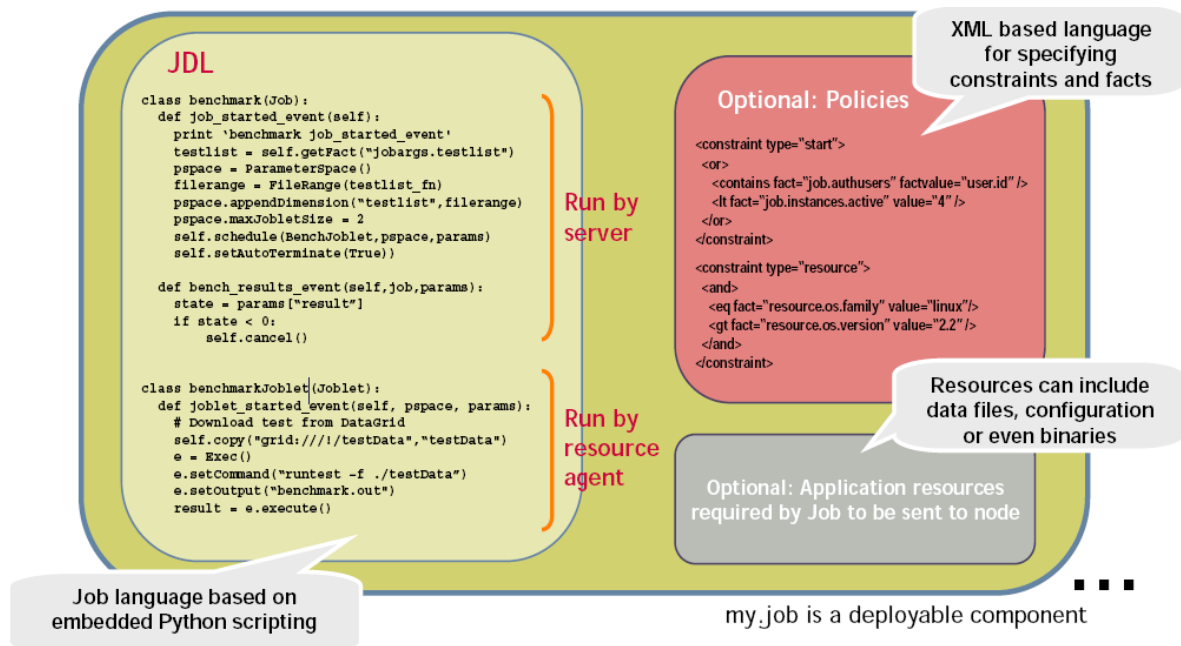 JDL
class benchmark(Job):
def job_started_event(self):
print `benchmark job_started_event'
testlist = self.getFact("jobargs.testlist")
pspace = ParameterSpace()
filerange = FileRange(testlist_fn)
pspace.appendDimension("testlist",filerange)
pspace.maxJobletSize = 2
self.schedule(BenchJoblet,pspace,params)
self.setAutoTerminate(True))
def bench_results_event(self,job,params):
state = params["result"]
if state < 0:
self.cancel()
Run by
server
class benchmarkJoblet(Joblet):
def joblet_started_event(self, pspace, params):
# Download test from DataGrid
self.copy("grid:///!/testData","testData")
e = Exec()
e.setCommand("runtest -f ./testData")
e.setOutput("benchmark.out")
result = e.execute()
Run by
resource
agent
Job language based on
embedded Python scripting
XML based language
for specifying
constraints and facts
Optional: Policies
<constraint type="start">
<or>
<contains fact="job.authusers" factvalue="user.id" />
<lt fact="job.instances.active" value="4" />
</or>
</constraint>
<constraint type="resource">
<and>
<eq fact="resource.os.family" value="linux"/>
<gt fact="resource.os.version" value="2.2" />
</and>
</constraint>
Resources can include
data files, configuration
or even binaries
Optional: Application resources
required by Job to be sent to node
...
my.job is a deployable component